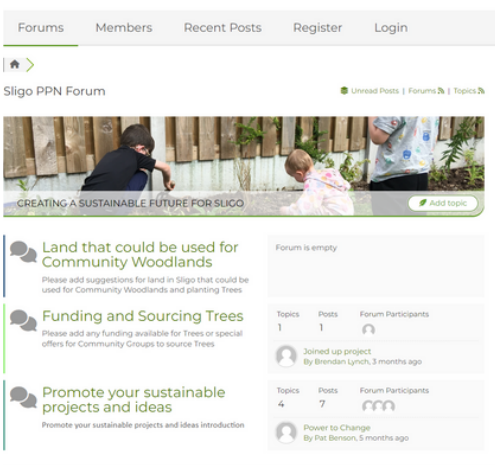 Forums Members Recent Posts Register Login
Sligo PPN Forum
Unread Posts | Forums | Topics
CREATING A SUSTAINABLE FUTURE FOR SLIGO
Add topic
Land that could be used for
Community Woodlands
Please add suggestions for land in Sligo that could be
used for Community Woodlands and planting Trees
Forum is empty
Funding and Sourcing Trees
Please add any funding available for Trees or special
offers for Community Groups to source Trees
Topics Posts Forum Participants
1 1
Joined up project
By Brendan Lynch, 3 months ago
Promote your sustainable
projects and ideas
Promote your sustainable projects and ideas introduction
Topics Posts Forum Participants
4 7
Power to Change
By Pat Benson, 5 months ago